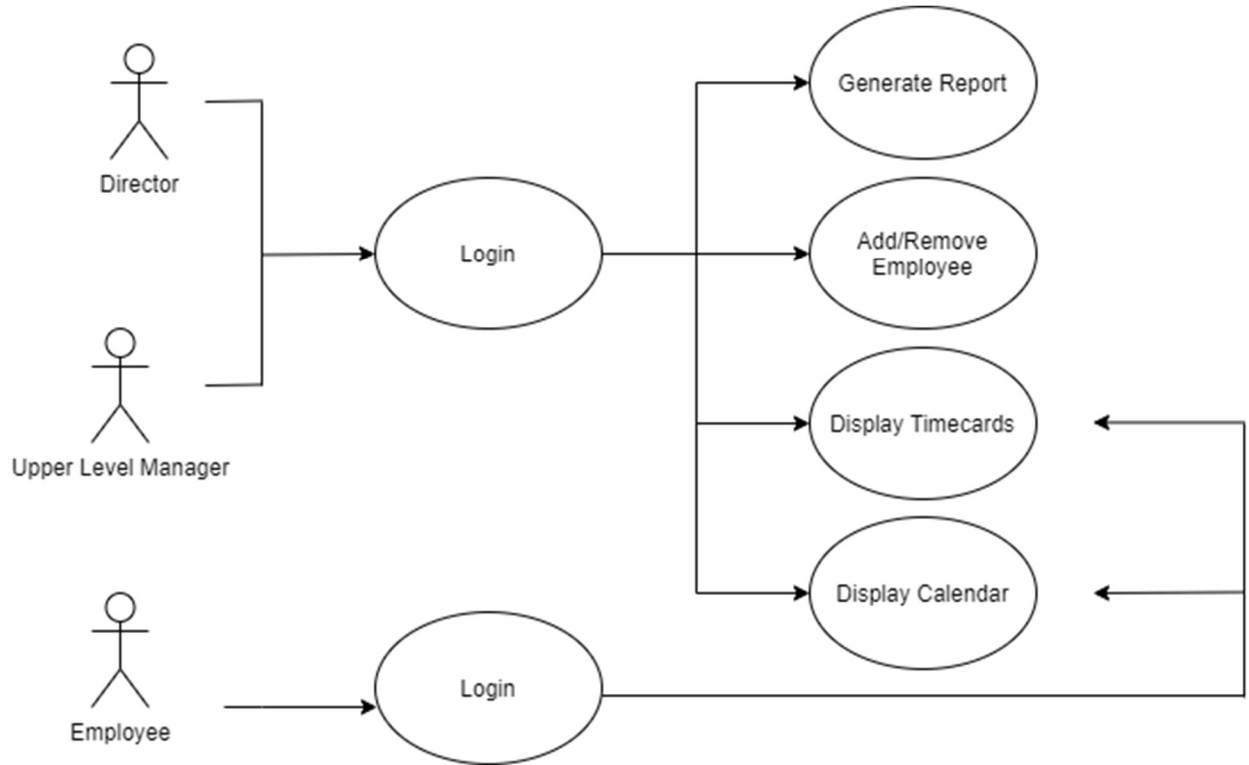 Generate Report
Director
Login
Add/Remove
Employee
Display Timecards
Upper Level Manager
Display Calendar
Login
Employee